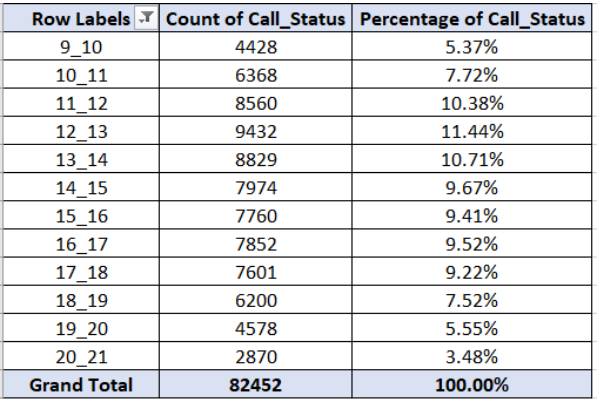 Row Labels Count of Call_Status Percentage of Call_Status
9_10 4428 5.37%
10_11 6368 7.72%
11_12 8560 10.38%
12_13 9432 11.44%
13_14 8829 10.71%
14_15 7974 9.67%
15_16 7760 9.41%
16_17 7852 9.52%
17_18 7601 9.22%
18_19 6200 7.52%
19_20 4578 5.55%
20_21 2870 3.48%
Grand Total 82452 100.00%